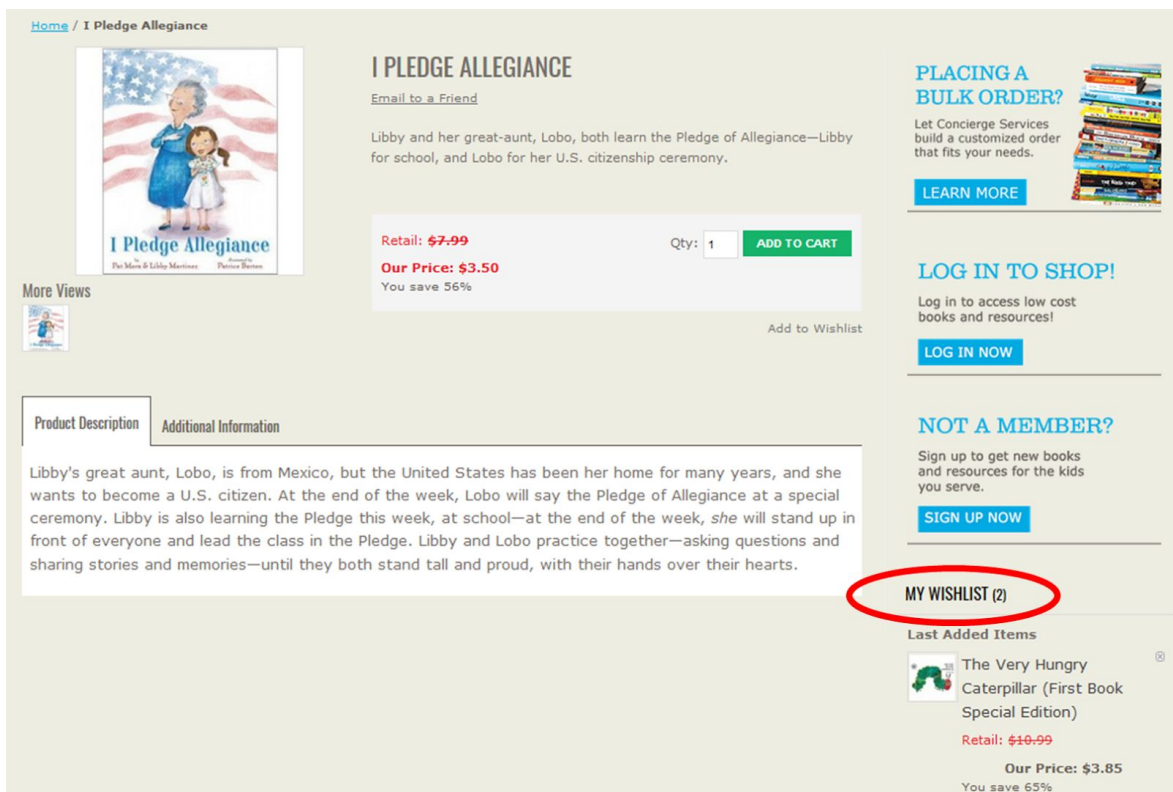 Home / I Pledge Allegiance
I Pledge Allegiance
by
Pat Mora & Libby Martinez
illustrated by
Patrice Barton
More Views
I PLEDGE ALLEGIANCE
Email to a Friend
Libby and her great-aunt, Lobo, both learn the Pledge of Allegiance—Libby
for school, and Lobo for her U.S. citizenship ceremony.
Retail: $7.99
Our Price: $3.50
You save 56%
Qty: 1 ADD TO CART
Add to Wishlist
Product Description Additional Information
Libby's great aunt, Lobo, is from Mexico, but the United States has been her home for many years, and she
wants to become a U.S. citizen. At the end of the week, Lobo will say the Pledge of Allegiance at a special
ceremony. Libby is also learning the Pledge this week, at school—at the end of the week, she will stand up in
front of everyone and lead the class in the Pledge. Libby and Lobo practice together—asking questions and
sharing stories and memories—until they both stand tall and proud, with their hands over their hearts.
PLACING A
BULK ORDER?
Let Concierge Services
build a customized order
that fits your needs.
LEARN MORE
LOG IN TO SHOP!
Log in to access low cost
books and resources!
LOG IN NOW
NOT A MEMBER?
Sign up to get new books
and resources for the kids
you serve.
SIGN UP NOW
MY WISHLIST (2)
Last Added Items
The Very Hungry
Caterpillar (First Book
Special Edition)
Retail: $10.99
Our Price: $3.85
You save 65%